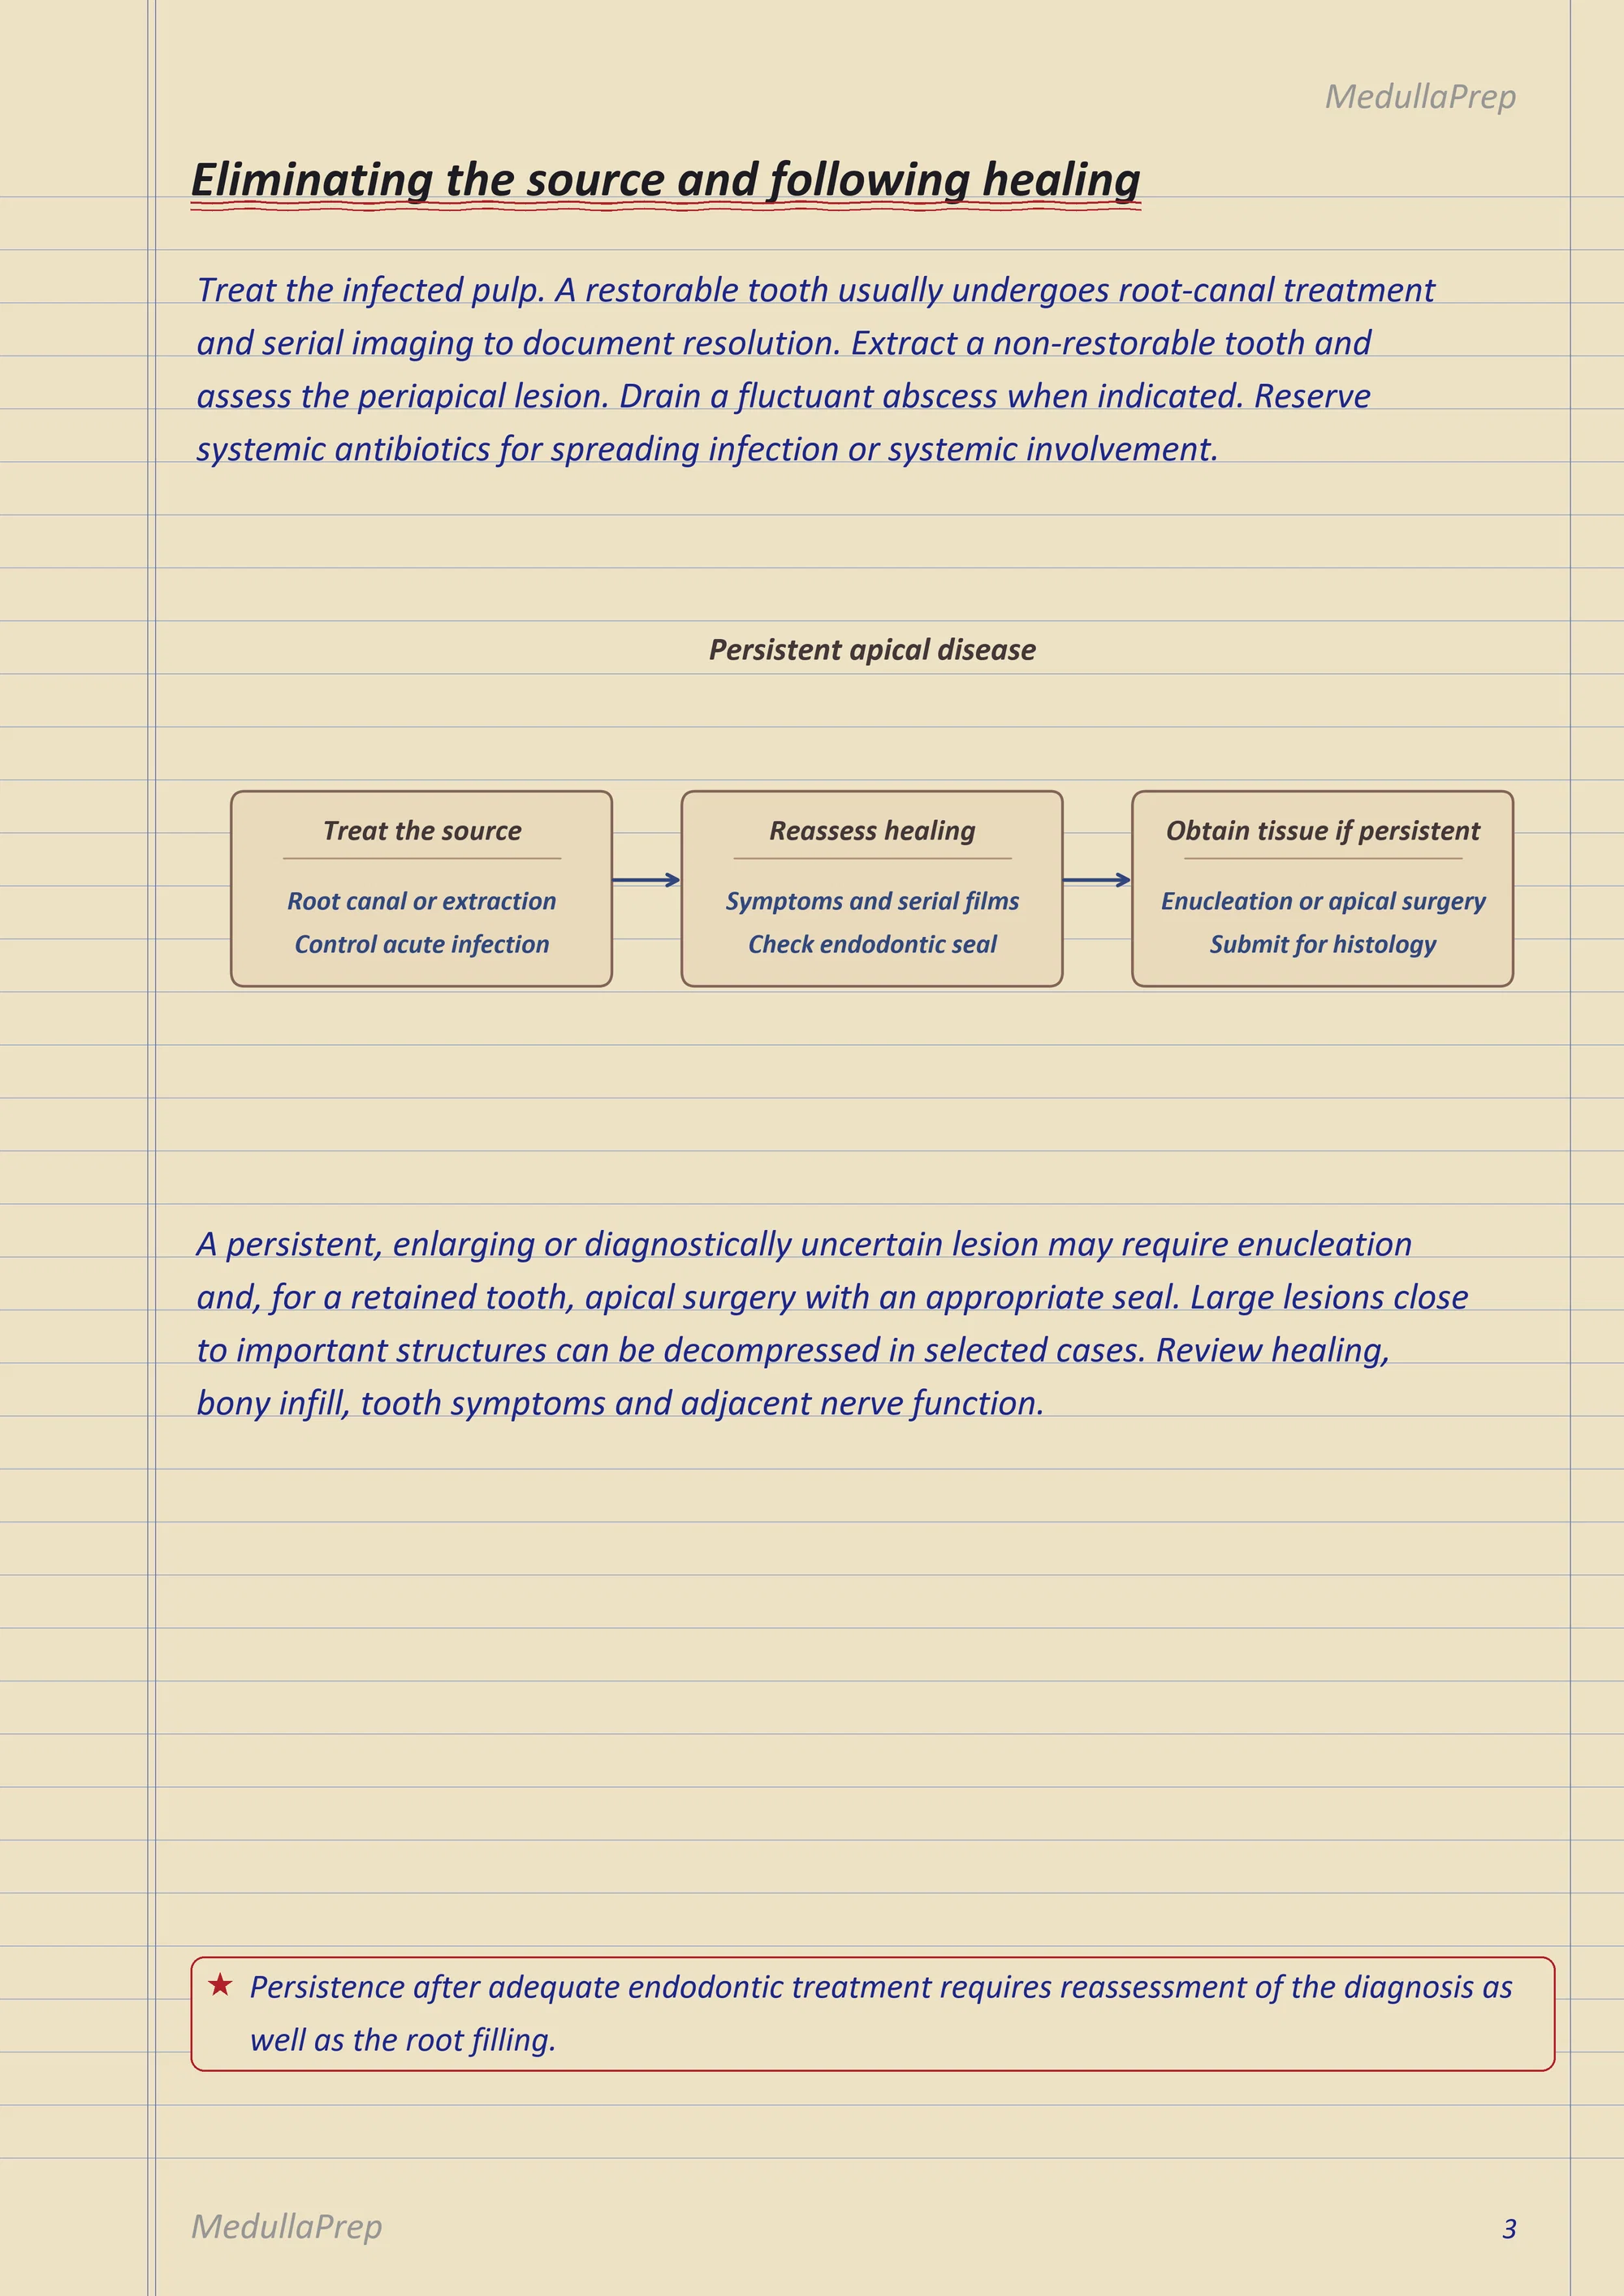 MedullaPrep
Eliminating the source and following healing
Treat the infected pulp. A restorable tooth usually undergoes root-canal treatment
and serial imaging to document resolution. Extract a non-restorable tooth and
assess the periapical lesion. Drain a fluctuant abscess when indicated. Reserve
systemic antibiotics for spreading infection or systemic involvement.
Persistent apical disease
Treat the source
Root canal or extraction
Control acute infection
Reassess healing
Symptoms and serial films
Check endodontic seal
Obtain tissue if persistent
Enucleation or apical surgery
Submit for histology
A persistent, enlarging or diagnostically uncertain lesion may require enucleation
and, for a retained tooth, apical surgery with an appropriate seal. Large lesions close
to important structures can be decompressed in selected cases. Review healing,
bony infill, tooth symptoms and adjacent nerve function.
★ Persistence after adequate endodontic treatment requires reassessment of the diagnosis as
well as the root filling.
MedullaPrep
3